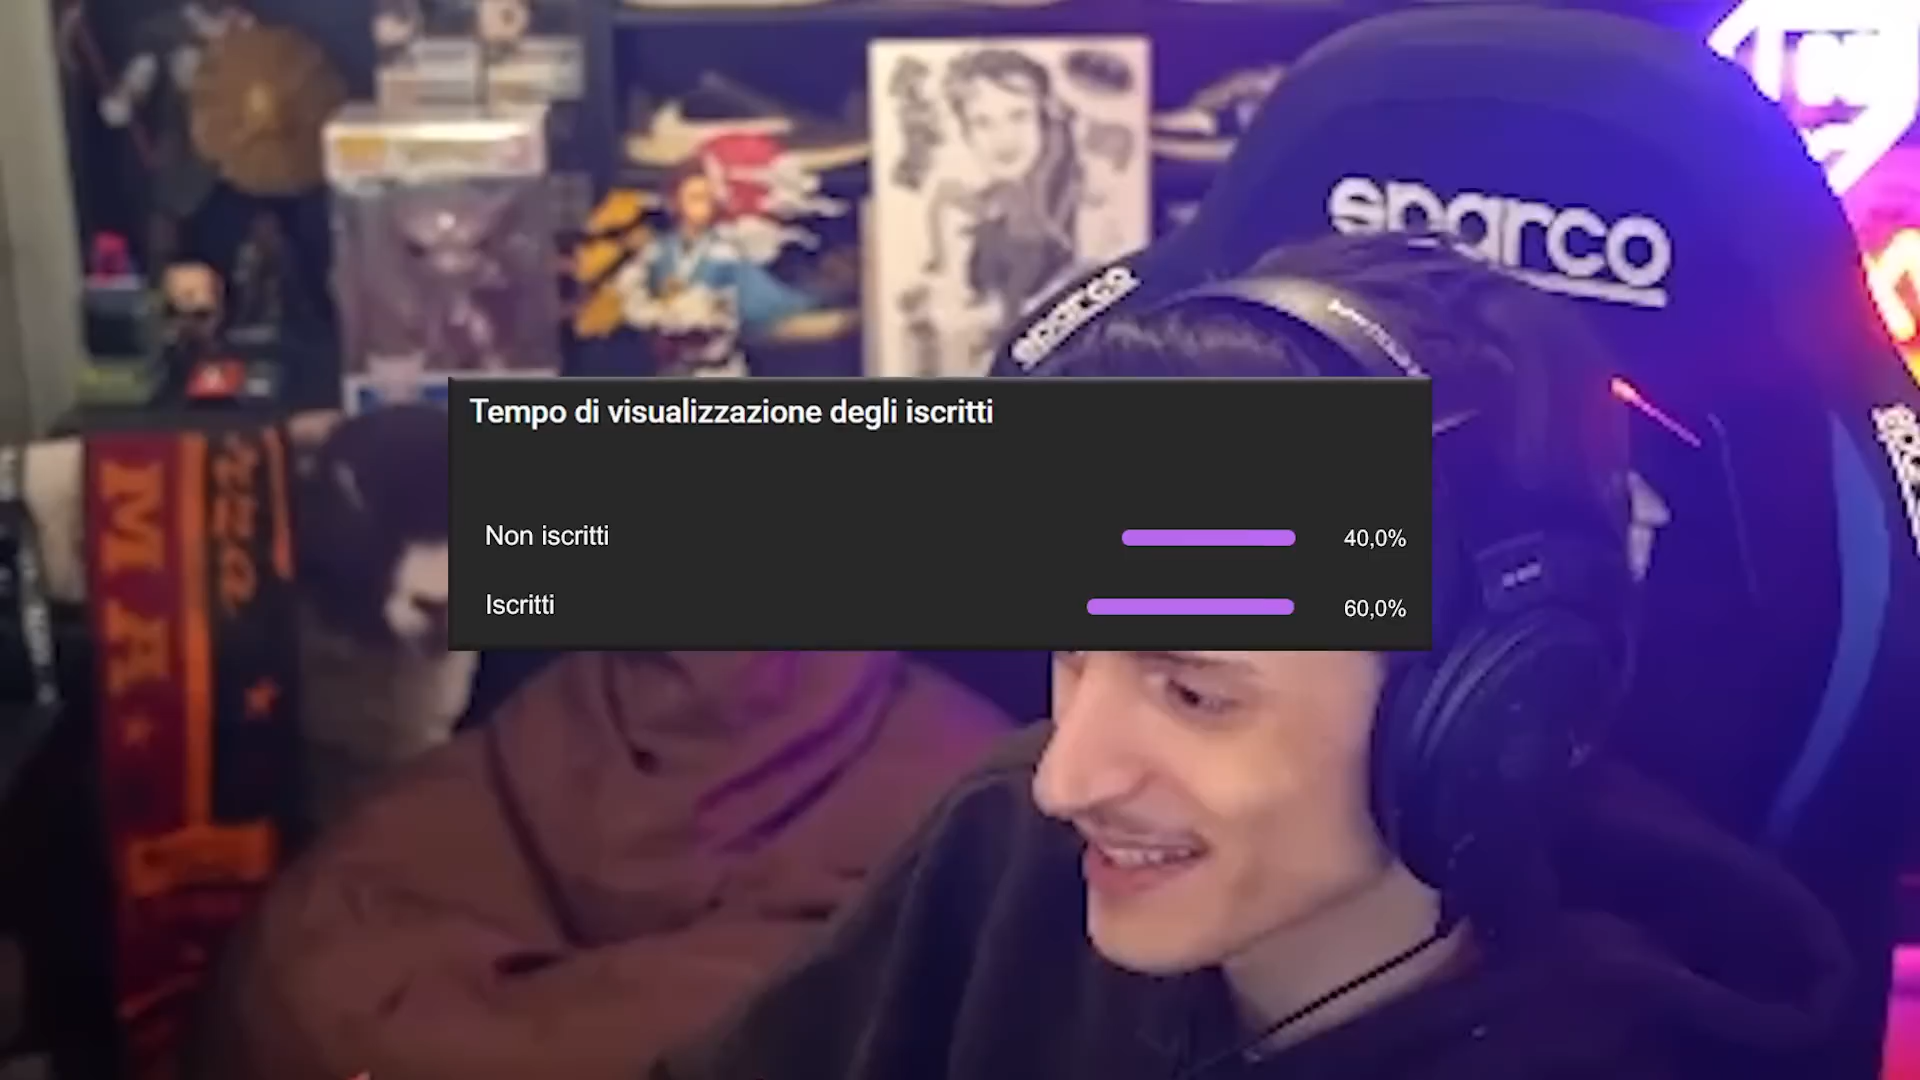 sparco
sparco
Tempo di visualizzazione degli iscritti
Non iscritti
40,0%
Iscritti
60,0%
M
A